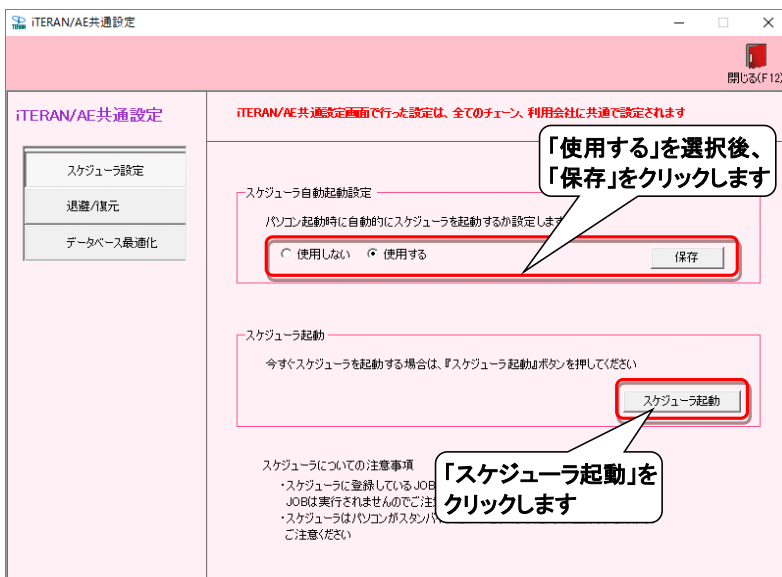 iTERAN/AE共通設定
閉じる(F12)
iTERAN/AE共通設定
iTERAN/AE共通設定画面で行った設定は、全てのチェーン、利用会社に共通で設定されます
スケジューラ設定
退避/復元
データベース最適化
「使用する」を選択後、
「保存」をクリックします
スケジューラ自動起動設定
パソコン起動時に自動的にスケジューラを起動するか設定します
使用しない 使用する 保存
スケジューラ起動
今すぐスケジューラを起動する場合は、『スケジューラ起動』ボタンを押してください
スケジューラ起動
スケジューラについての注意事項
・スケジューラに登録しているJOB
JOBは実行されませんのでご注
・スケジューラはパソコンがスタンバイ
ご注意ください
「スケジューラ起動」を
クリックします